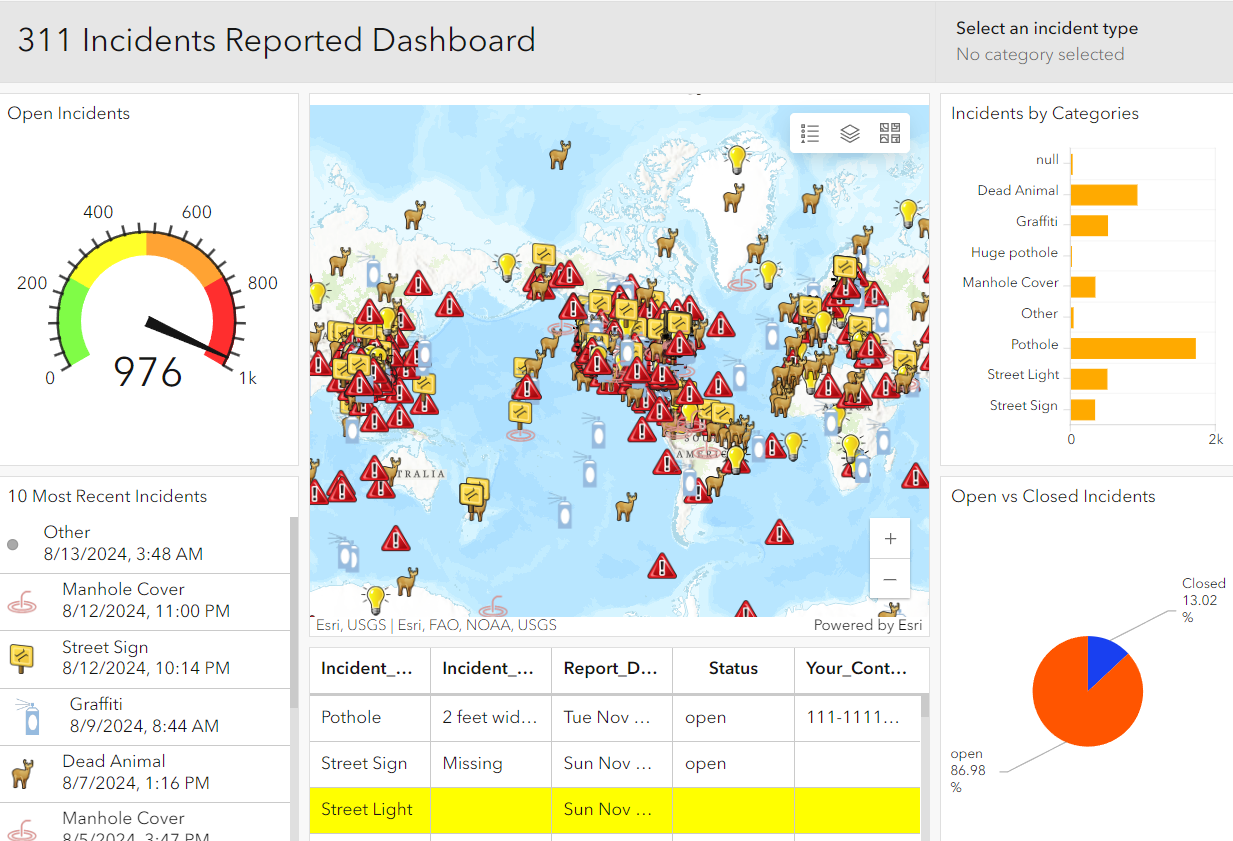 311 Incidents Reported Dashboard
Select an incident type
No category selected
Open Incidents
400
600
200
800
0
1k
976
10 Most Recent Incidents
Other
8/13/2024, 3:48 AM
Manhole Cover
8/12/2024, 11:00 PM
Street Sign
8/12/2024, 10:14 PM
Graffiti
8/9/2024, 8:44 AM
Dead Animal
8/7/2024, 1:16 PM
Manhole Cover
8/5/2024, 3:47 PM
TRALIA
SOU
AMERIC
+
−
Esri, USGS | Esri, FAO, NOAA, USGS
Powered by Esri
Incident_... Incident_... Report_D... Status Your_Cont...
Pothole 2 feet wid... Tue Nov ... open 111-1111...
Street Sign Missing Sun Nov ... open
Street Light Sun Nov ...
Incidents by Categories
null
Dead Animal
Graffiti
Huge pothole
Manhole Cover
Other
Pothole
Street Light
Street Sign
0 2k
Open vs Closed Incidents
Closed
13.02
%
open
86.98
%